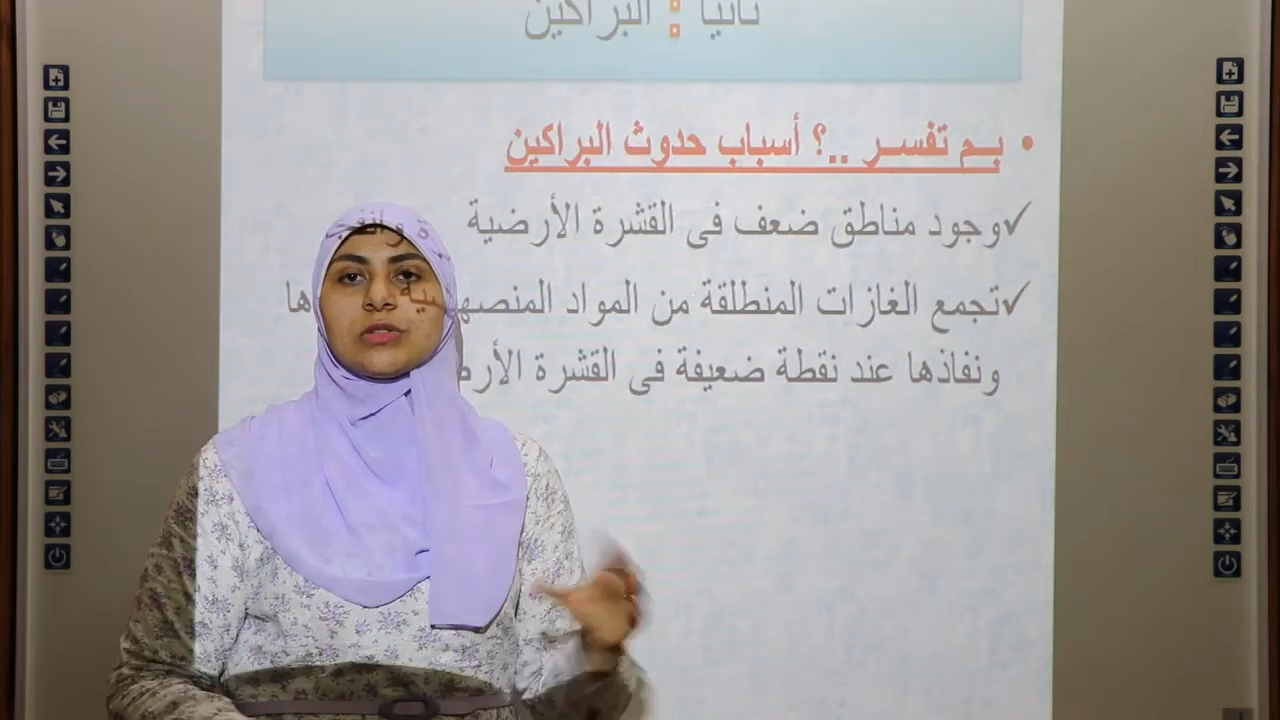 ثانيا : البراكين
• بم تفسر ..؟ أسباب حدوث البراكين
✓وجود مناطق ضعف فى القشرة الأرضية
✓تجمع الغازات المنطلقة من المواد
ونفاذها عند نقطة ضعيفة فى القشرة